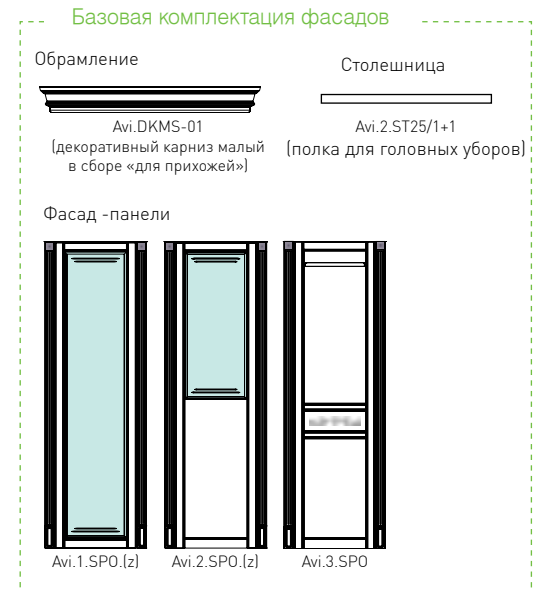 Базовая комплектация фасадов
Обрамление
Столешница
Avi.DKMS-01
(декоративный карниз малый
в сборе «для прихожей»)
Avi.2.ST25/1+1
(полка для головных уборов)
Фасад -панели
Avi.1.SPO.(z)
Avi.2.SPO.(z)
Avi.3.SPO